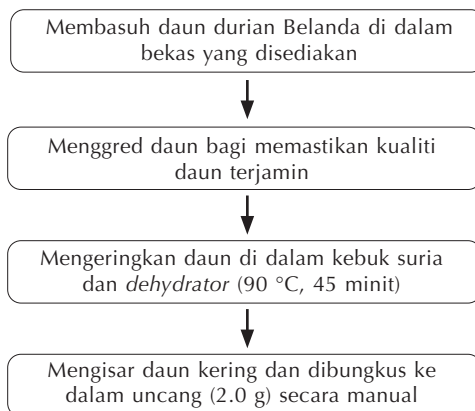 Membasuh daun durian Belanda di dalam
bekas yang disediakan
Menggred daun bagi memastikan kualiti
daun terjamin
Mengeringkan daun di dalam kebuk suria
dan dehydrator (90 °C, 45 minit)
Mengisar daun kering dan dibungkus ke
dalam uncang (2.0 g) secara manual